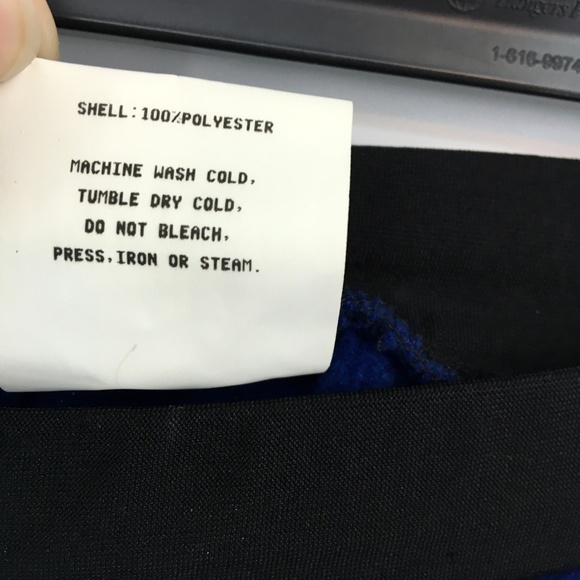 Rangers
1-616-997
SHELL:100%POLYESTER
MACHINE WASH COLD,
TUMBLE DRY COLD,
DO NOT BLEACH,
PRESS,IRON OR STEAM.